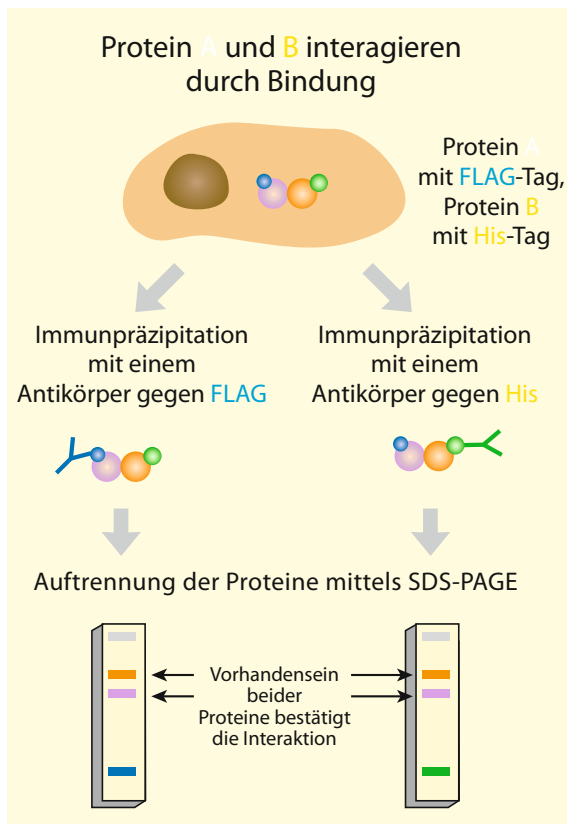 Protein A und B interagieren
durch Bindung
Protein A
mit FLAG-Tag,
Protein B
mit His-Tag
Immunpräzipitation
mit einem
Antikörper gegen FLAG
Immunpräzipitation
mit einem
Antikörper gegen His
Auftrennung der Proteine mittels SDS-PAGE
Vorhandensein
beider
Proteine bestätigt
die Interaktion